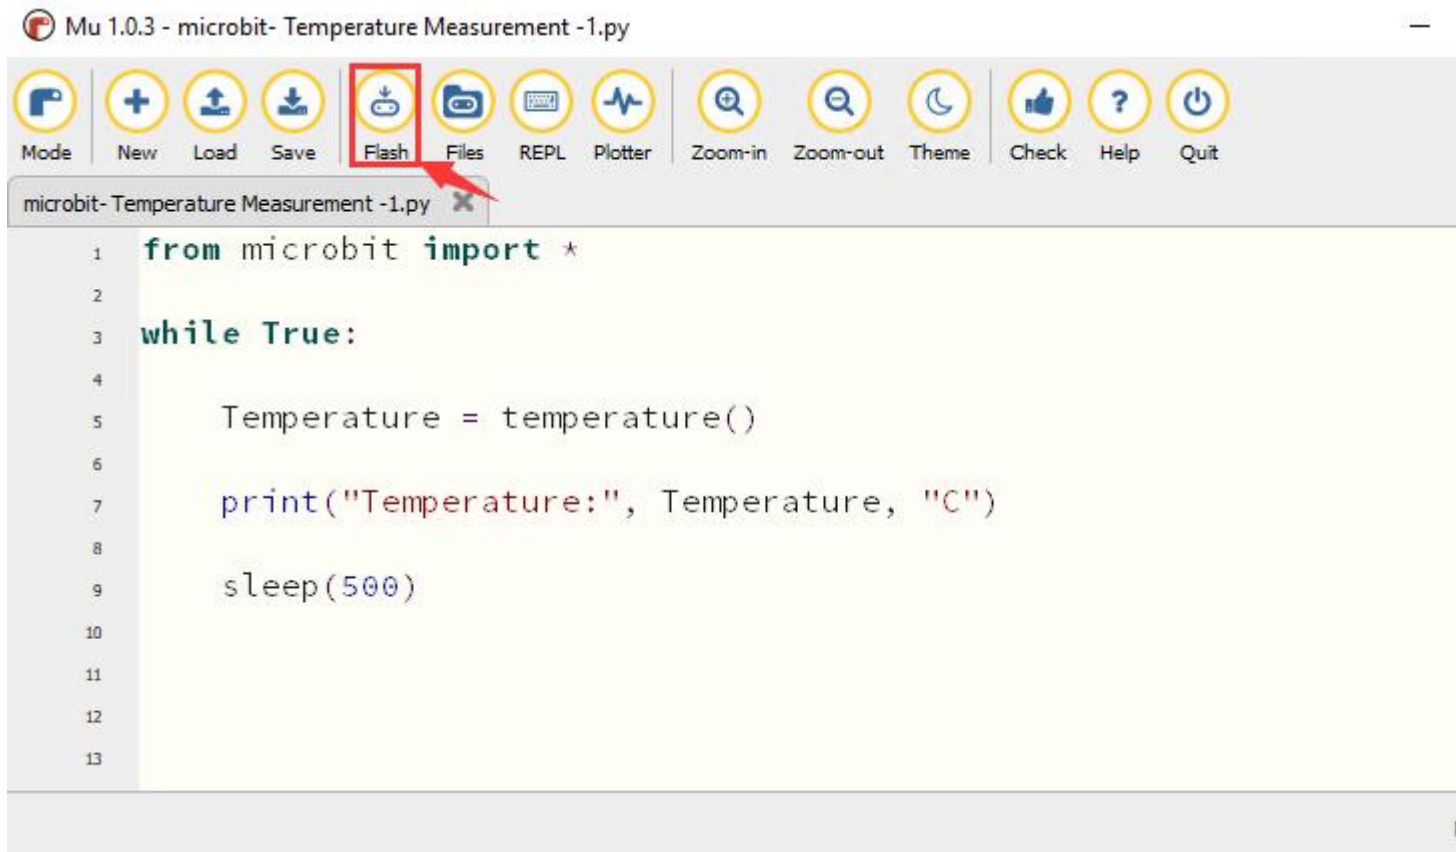 Mu 1.0.3 - microbit- Temperature Measurement -1.py
Mode New Load Save Flash Files REPL Plotter Zoom-in Zoom-out Theme Check Help Quit
microbit- Temperature Measurement -1.py
1 from microbit import *
2
3 while True:
4
5 Temperature = temperature()
6
7 print("Temperature:", Temperature, "C")
8
9 sleep(500)
10
11
12
13